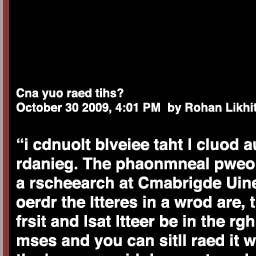 Cna yuo raed tihs?
October 30 2009, 4:01 PM by Rohan Likhit
“i cdnuolt blveiee taht I cluod a
rdanieg. The phaonmneal pweo
a rscheearch at Cmabrigde Uine
oerdr the ltteres in a wrod are, t
frsit and lsat ltteer be in the rgh
mses and you can sitll raed it w